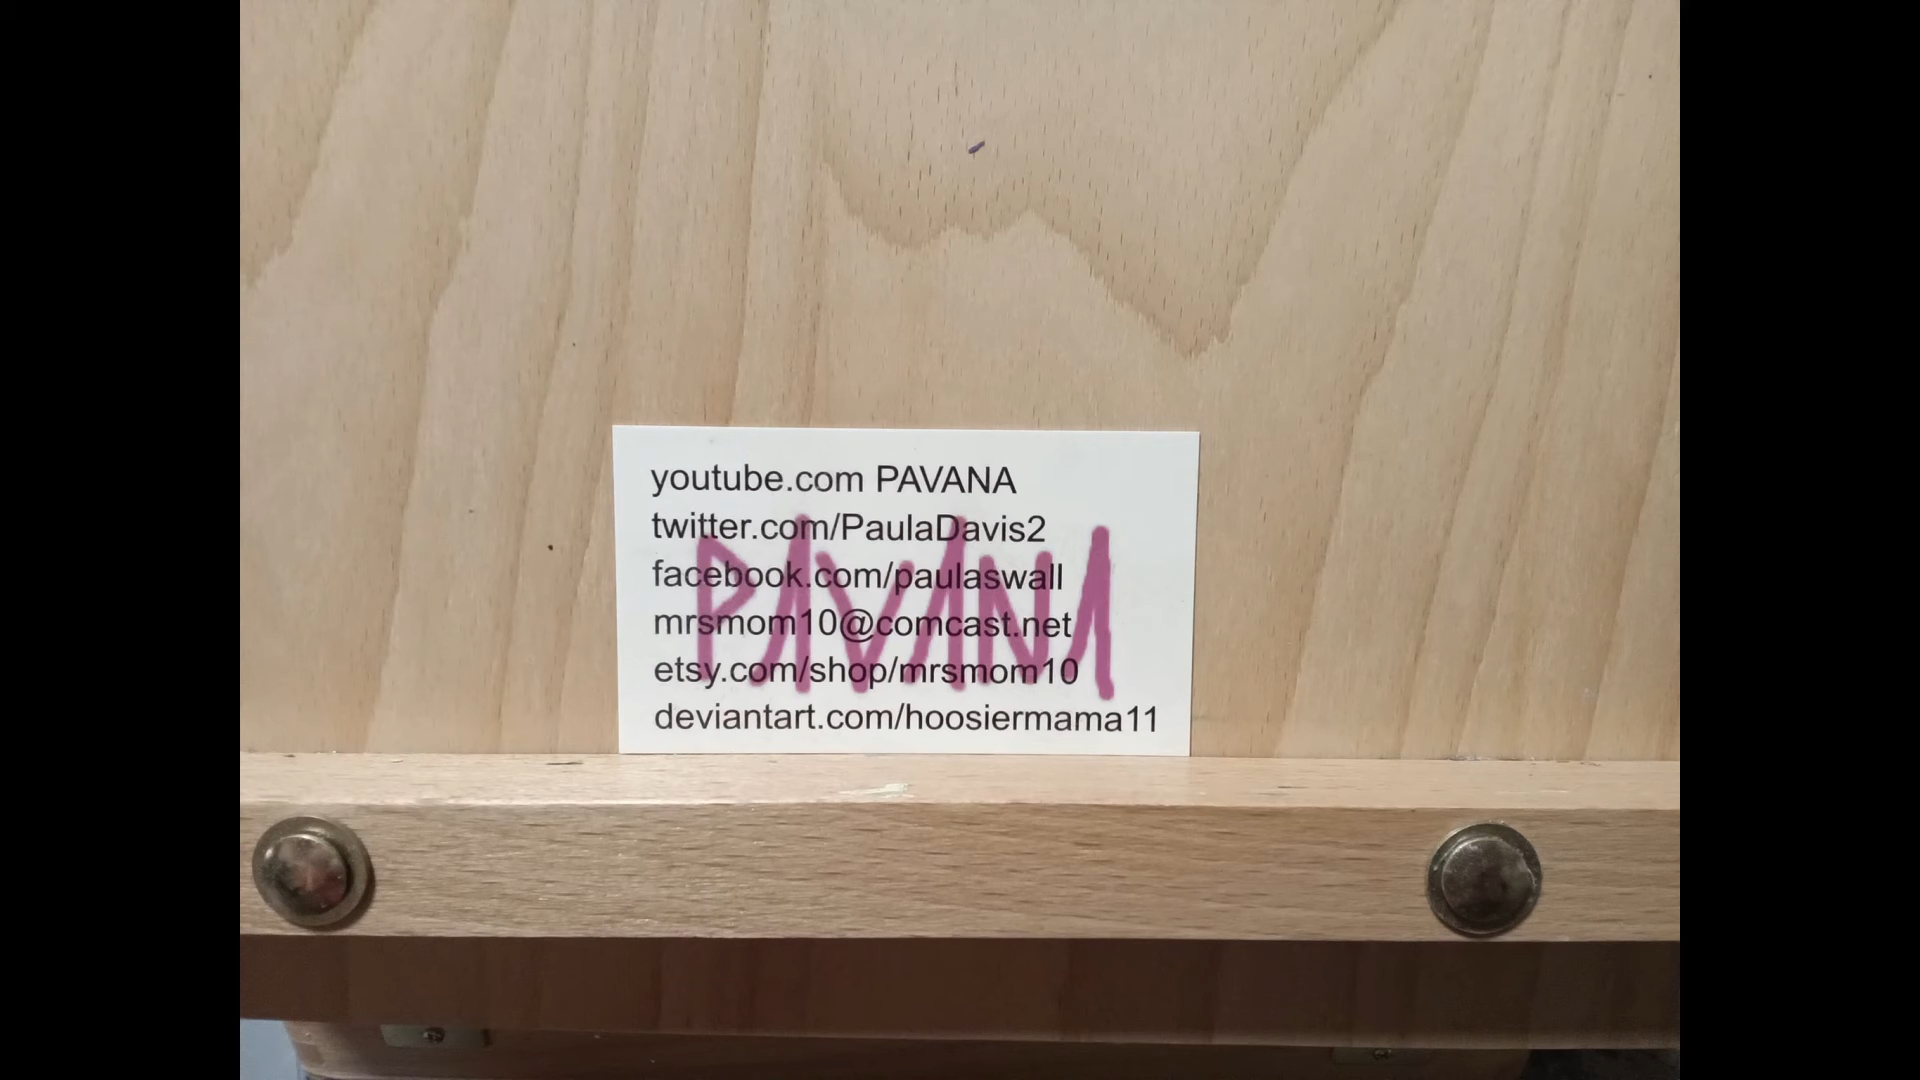 youtube.com PAVANA
twitter.com/PaulaDavis2
facebook.com/paulaswall
mrsmom10@comcast.net
etsy.com/shop/mrsmom10
deviantart.com/hoosiermama11
PAVANA